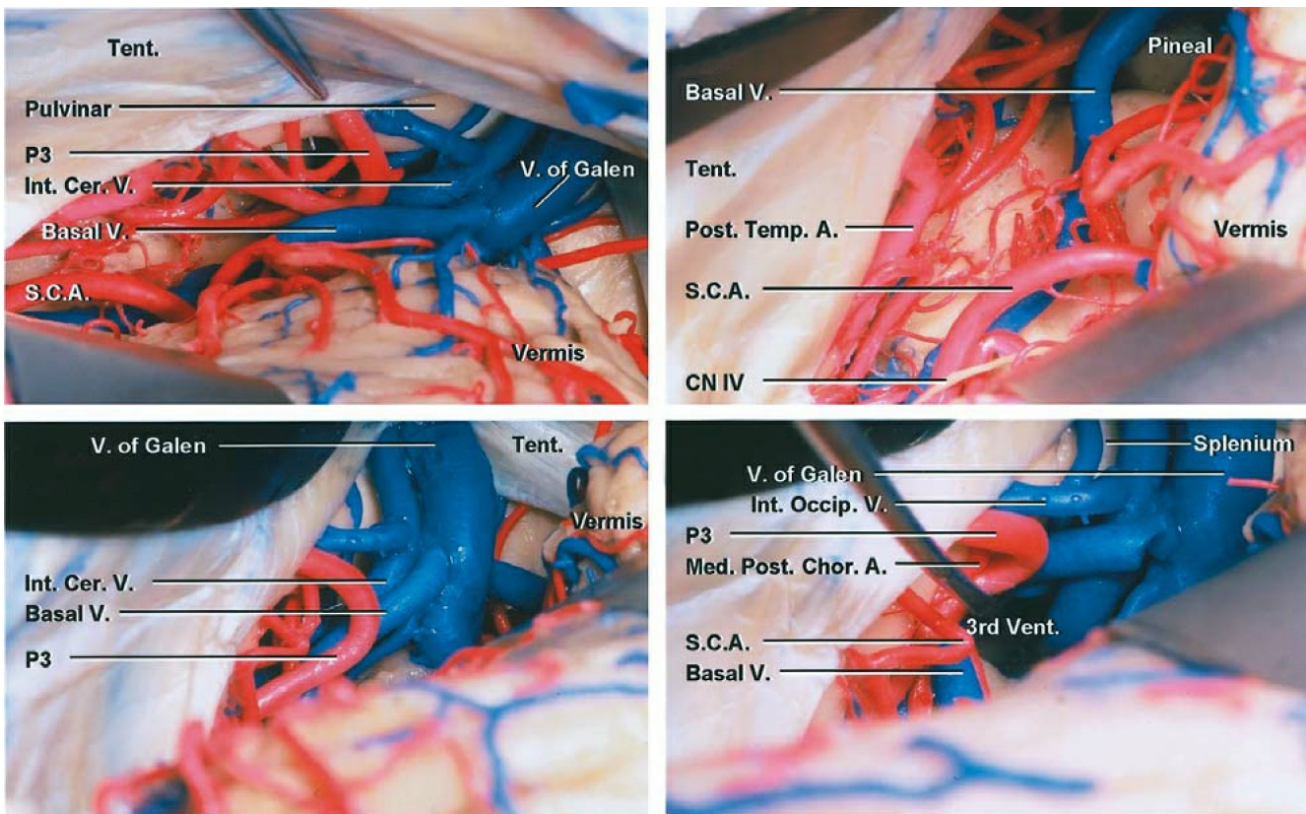 Tent.
Pulvinar
P3
Int. Cer. V.
V. of Galen
Basal V.
S.C.A.
Vermis
Pineal
Basal V.
Tent.
Post. Temp. A.
Vermis
S.C.A.
CN IV
V. of Galen
Tent.
Vermis
Int. Cer. V.
Basal V.
P3
Splenium
V. of Galen
Int. Occip. V.
P3
Med. Post. Chor. A.
3rd Vent.
S.C.A.
Basal V.